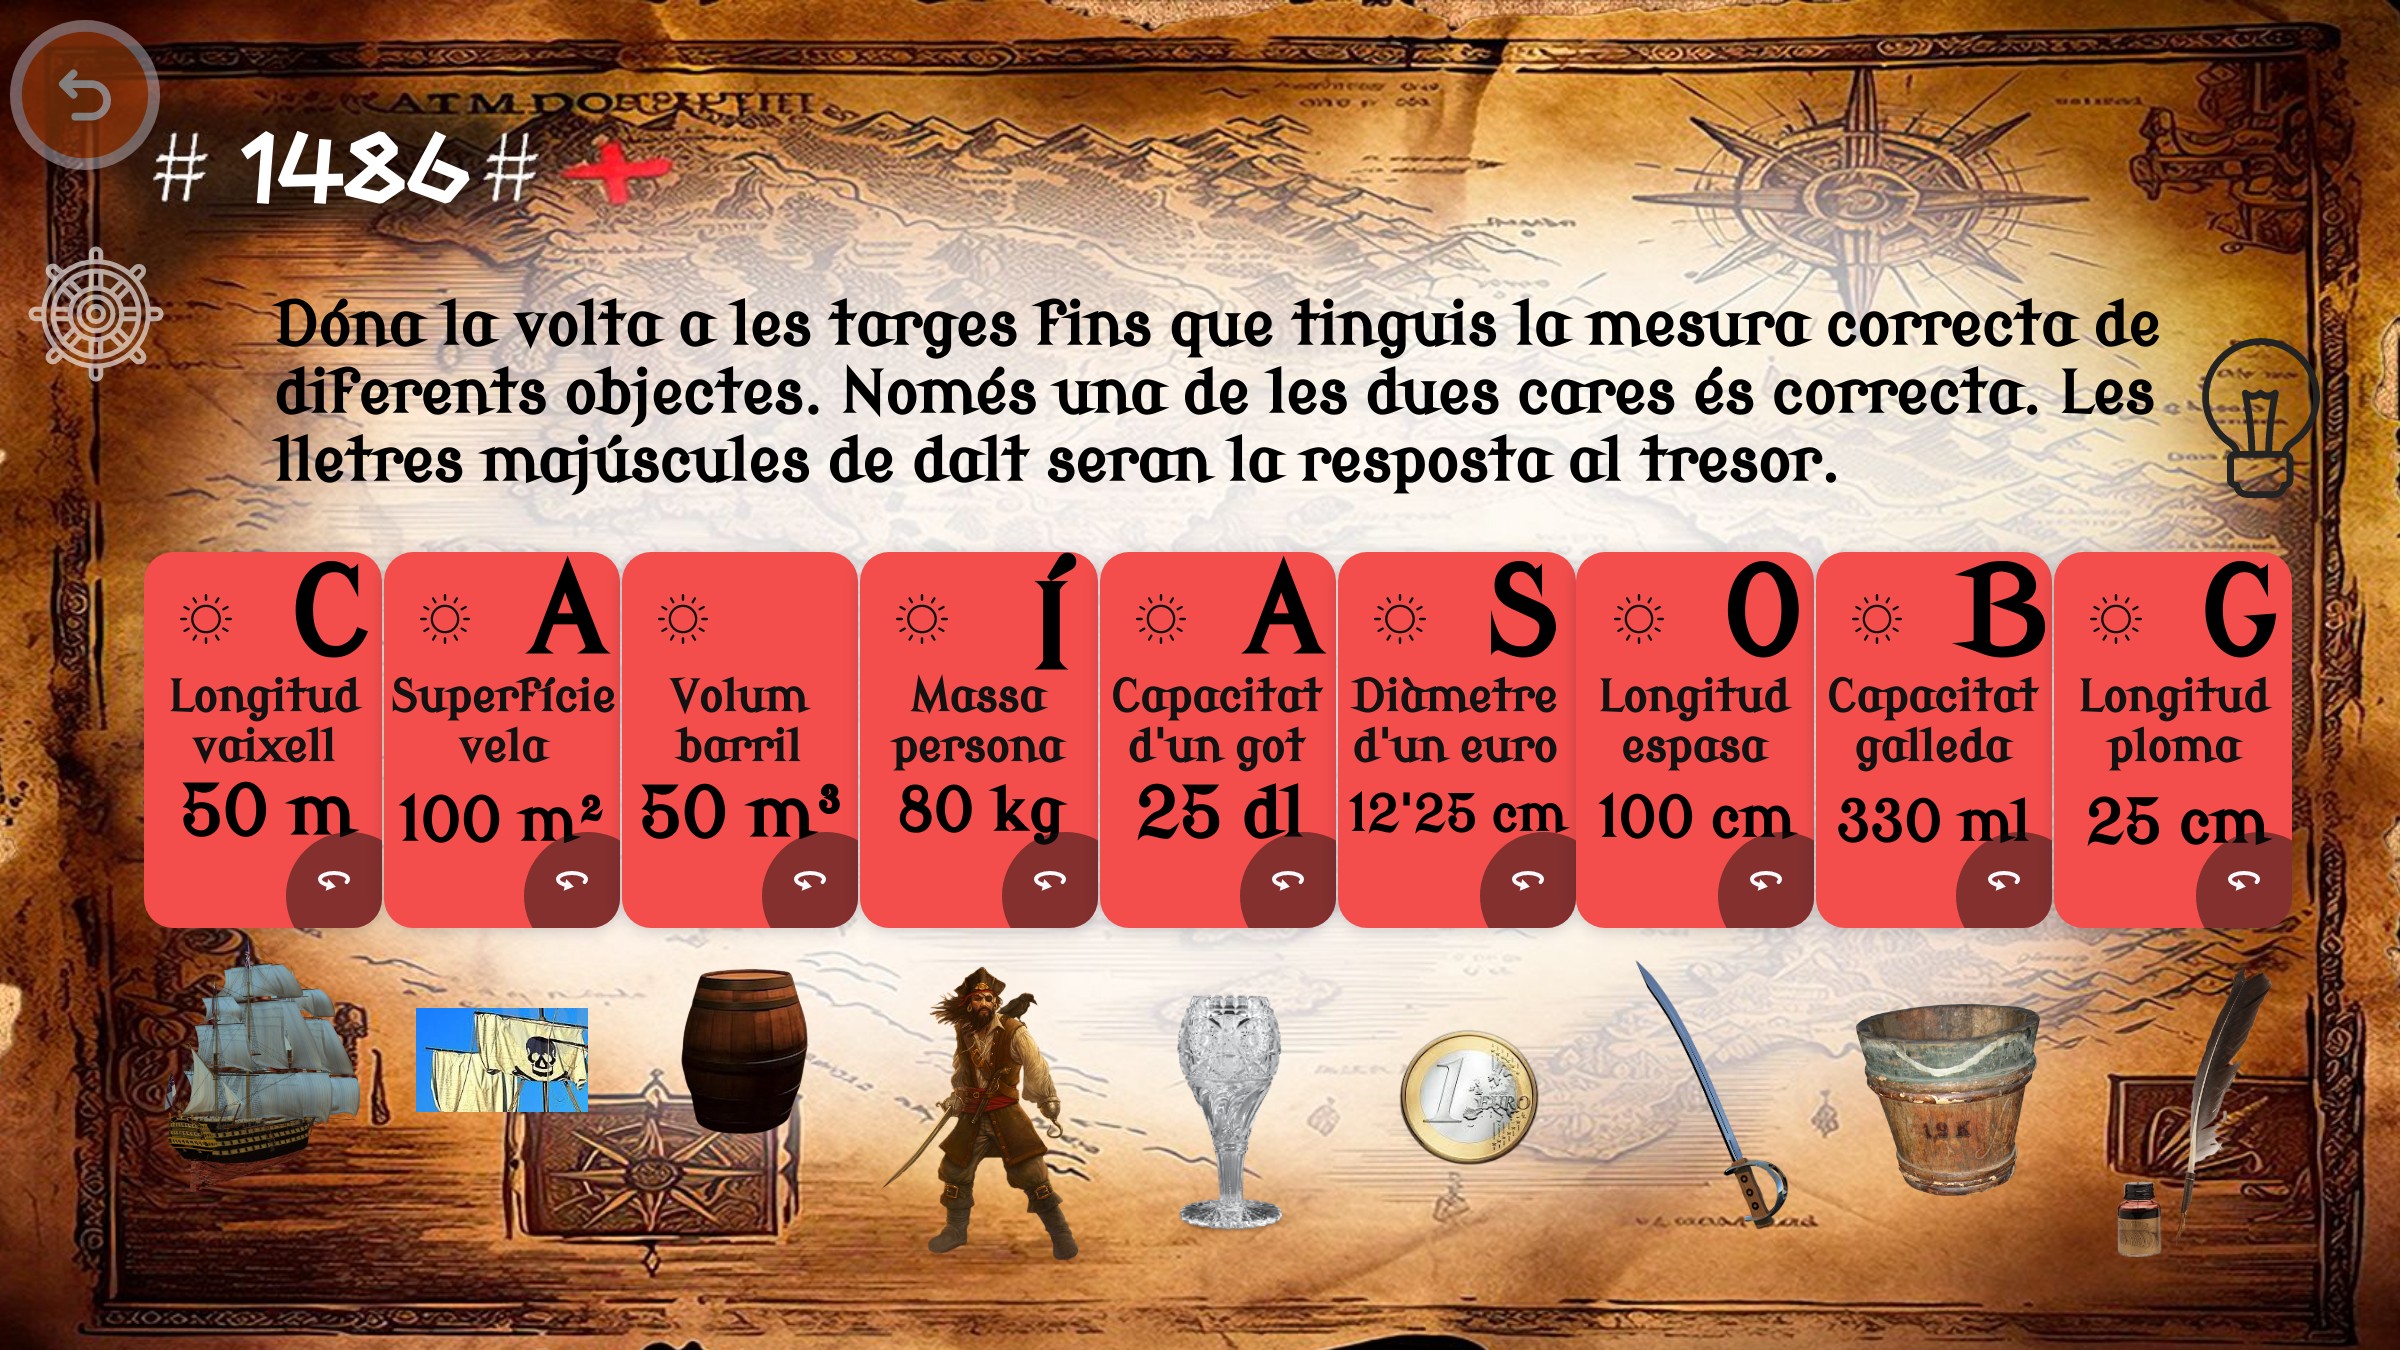 # 1486 #
Dóna la volta a les targes fins que tinguis la mesura correcta de
diferents objectes. Només una de les dues cares és correcta. Les
lletres majúscules de dalt seran la resposta al tresor.
C
Longitud
vaixell
50 m
A
Superfície
vela
100 m²
Volum
barril
50 m³
Í
Massa
persona
80 kg
A
Capacitat
d'un got
25 dl
S
Diàmetre
d'un euro
12'25 cm
O
Longitud
espasa
100 cm
B
Capacitat
galleda
330 ml
G
Longitud
ploma
25 cm
1
EURO